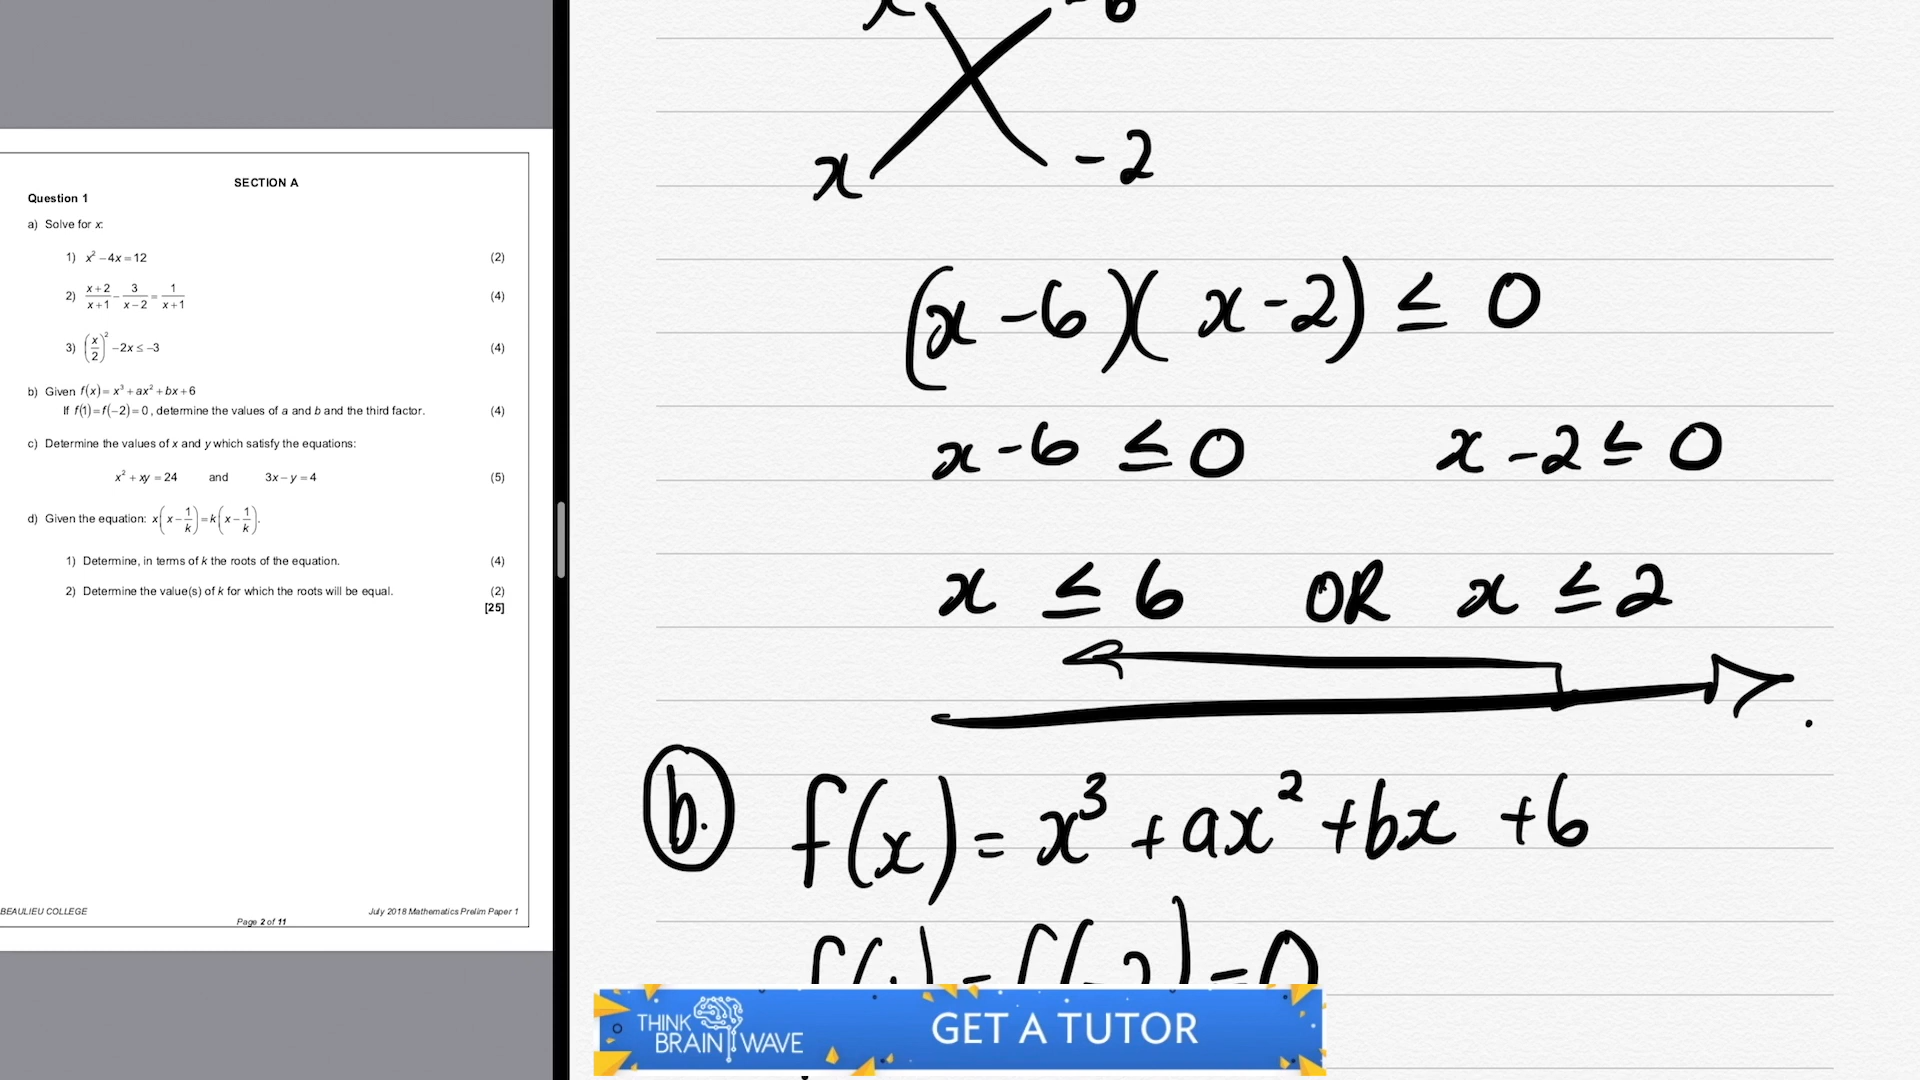 SECTION A
Question 1
a) Solve for x:
1) x² – 4x = 12 (2)
2) x+2/x+1 – 3/x–2 = 1/x+1 (4)
3) (x/2)² – 2x ≤ –3 (4)
b) Given f(x) = x³ + ax² + bx + 6
If f(1) = f(–2) = 0, determine the values of a and b and the third factor. (4)
c) Determine the values of x and y which satisfy the equations:
x² + xy = 24 and 3x – y = 4 (5)
d) Given the equation: x(x – 1/k) = k(x – 1/k).
1) Determine, in terms of k the roots of the equation. (4)
2) Determine the value(s) of k for which the roots will be equal. (2)
[25]
BEAULIEU COLLEGE
July 2018 Mathematics Prelim Paper 1
Page 2 of 11
x -6
x -2
(x-6)(x-2) ≤ 0
x-6 ≤ 0 x-2 ≤ 0
x ≤ 6 OR x ≤ 2
b. f(x) = x³ + ax² + bx + 6
f(1) = f(-2) = 0
THINK BRAIN WAVE
GET A TUTOR